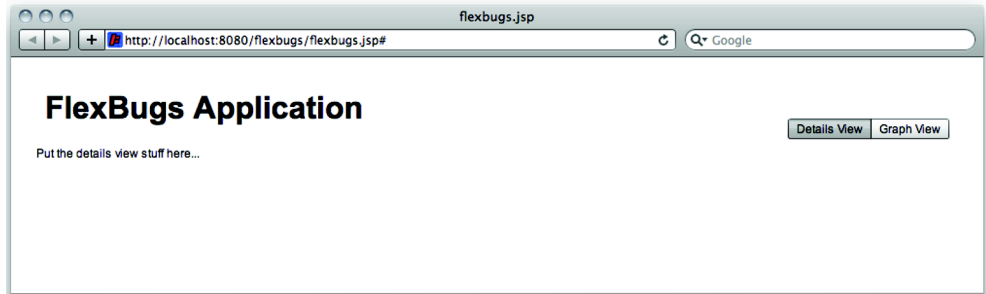 flexbugs.jsp
http://localhost:8080/flexbugs/flexbugs.jsp#
Google
FlexBugs Application
Details View
Graph View
Put the details view stuff here...